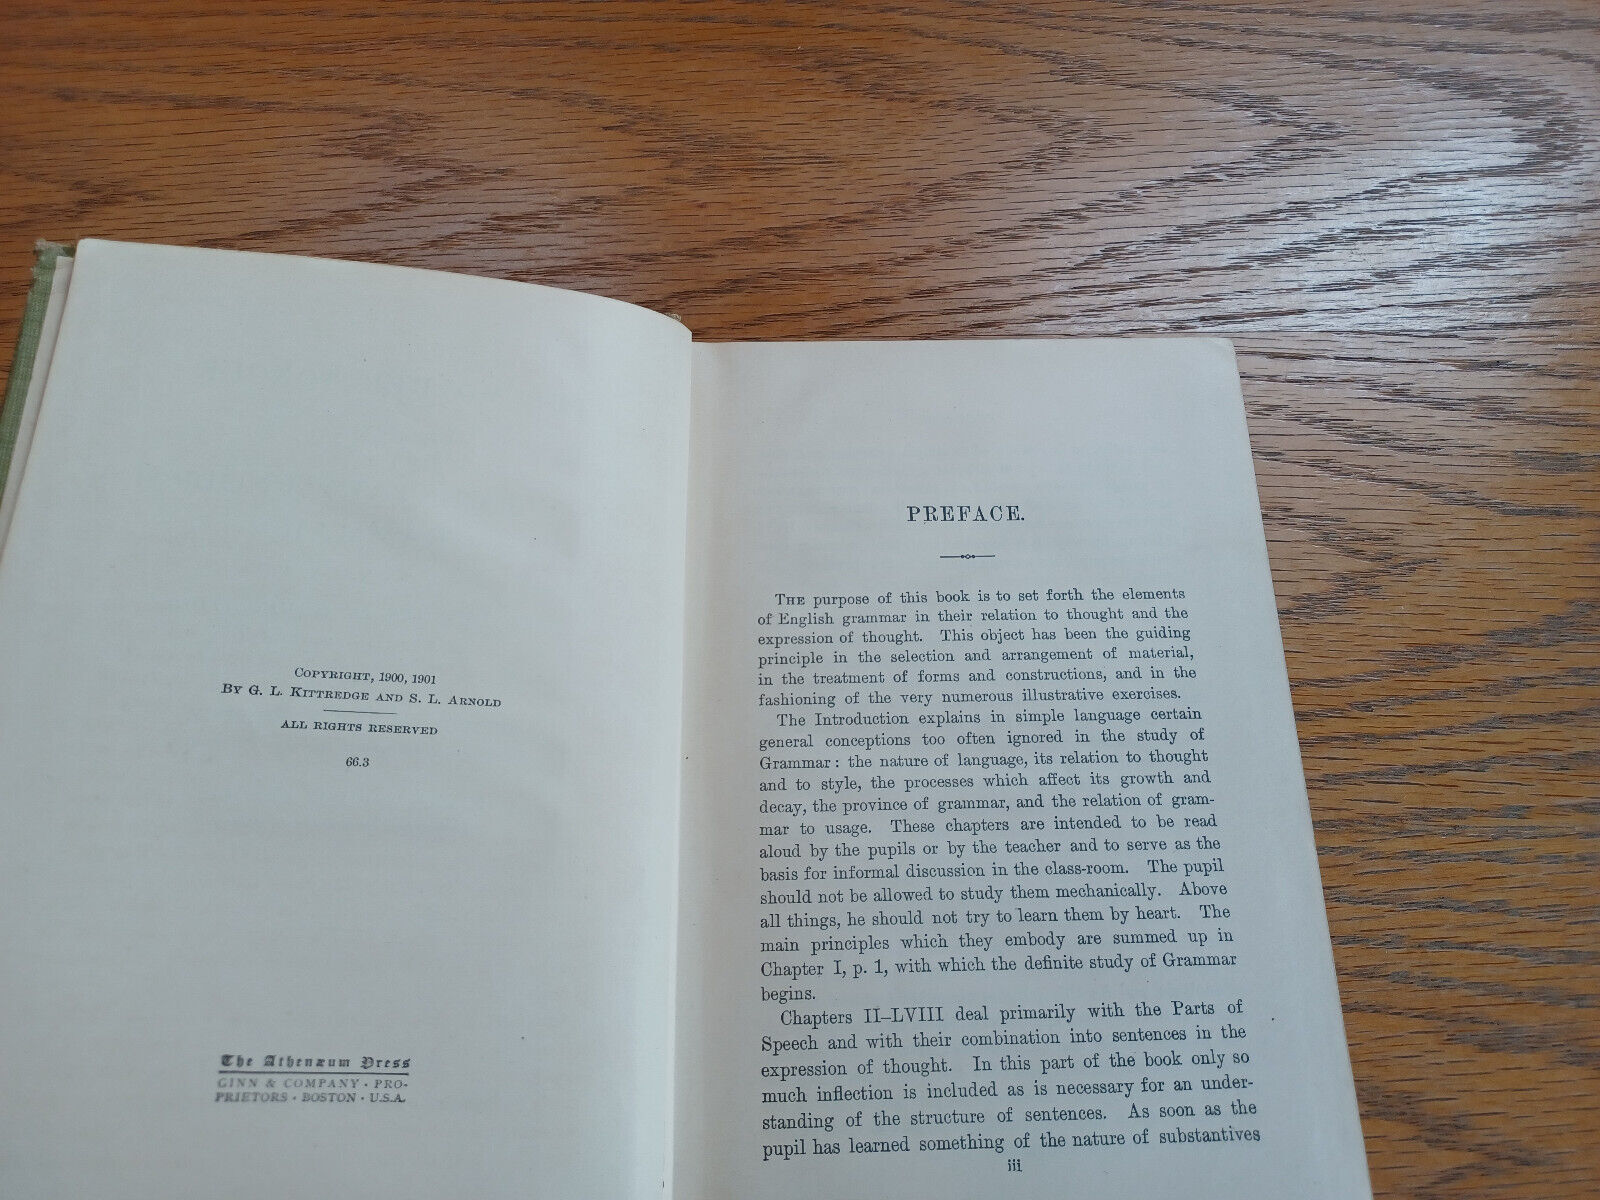 COPYRIGHT, 1900, 1901
BY G. L. KITTREDGE AND S. L. ARNOLD
ALL RIGHTS RESERVED
66.3
The Athenæum Press
GINN & COMPANY · PRO-
PRIETORS · BOSTON · U.S.A.
PREFACE.
THE purpose of this book is to set forth the elements
of English grammar in their relation to thought and the
expression of thought. This object has been the guiding
principle in the selection and arrangement of material,
in the treatment of forms and constructions, and in the
fashioning of the very numerous illustrative exercises.
The Introduction explains in simple language certain
general conceptions too often ignored in the study of
Grammar: the nature of language, its relation to thought
and to style, the processes which affect its growth and
decay, the province of grammar, and the relation of gram-
mar to usage. These chapters are intended to be read
aloud by the pupils or by the teacher and to serve as the
basis for informal discussion in the class-room. The pupil
should not be allowed to study them mechanically. Above
all things, he should not try to learn them by heart. The
main principles which they embody are summed up in
Chapter I, p. 1, with which the definite study of Grammar
begins.
Chapters II–LVIII deal primarily with the Parts of
Speech and with their combination into sentences in the
expression of thought. In this part of the book only so
much inflection is included as is necessary for an under-
standing of the structure of sentences. As soon as the
pupil has learned something of the nature of substantives
iii